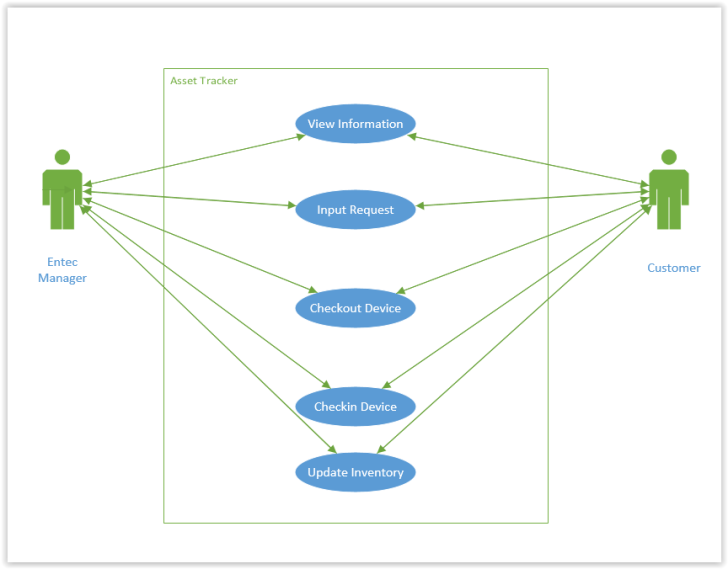 Asset Tracker
View Information
Input Request
Entec
Manager
Customer
Checkout Device
Checkin Device
Update Inventory